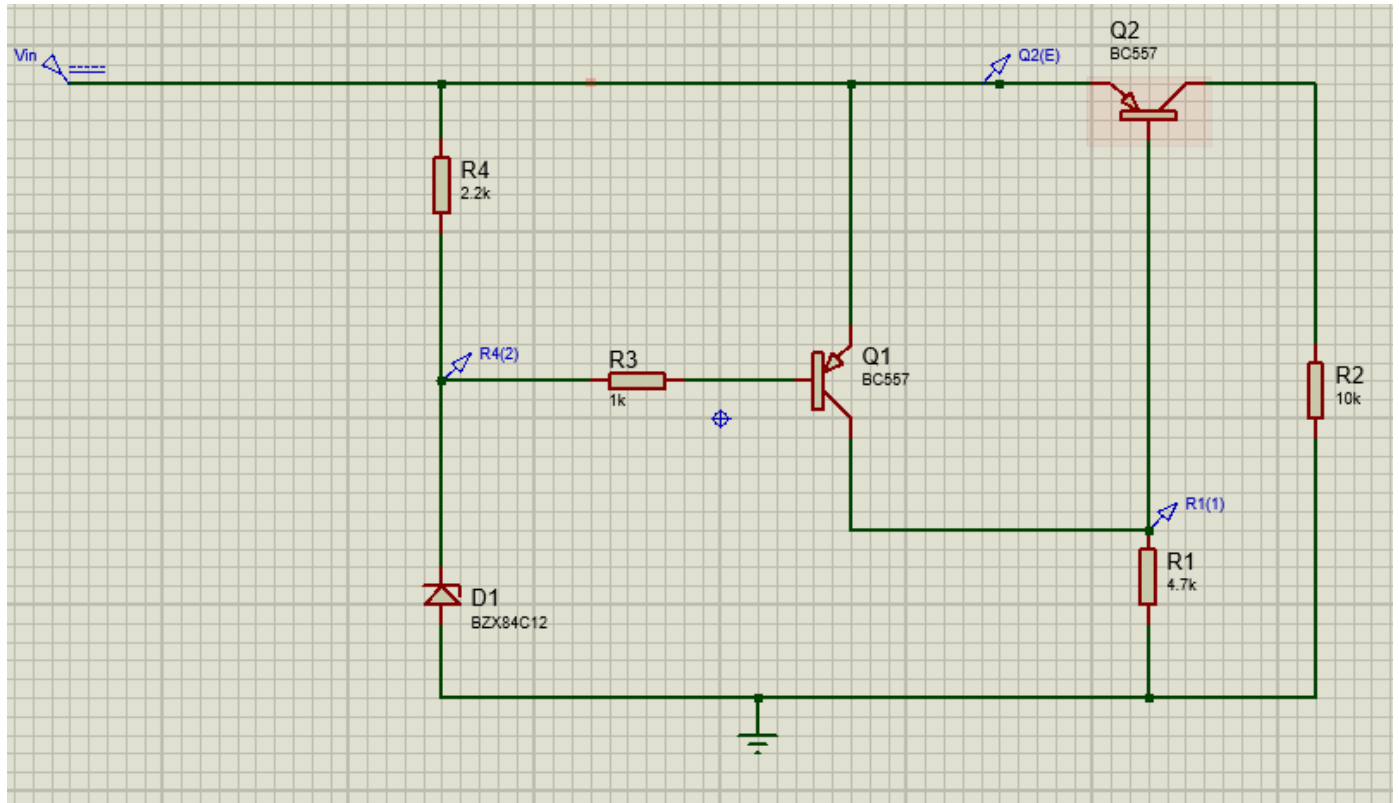 Q2
BC557
Vin
Q2(E)
R4
2.2k
R4(2)
R3
1k
Q1
BC557
R2
10k
R1(1)
R1
4.7k
D1
BZX84C12